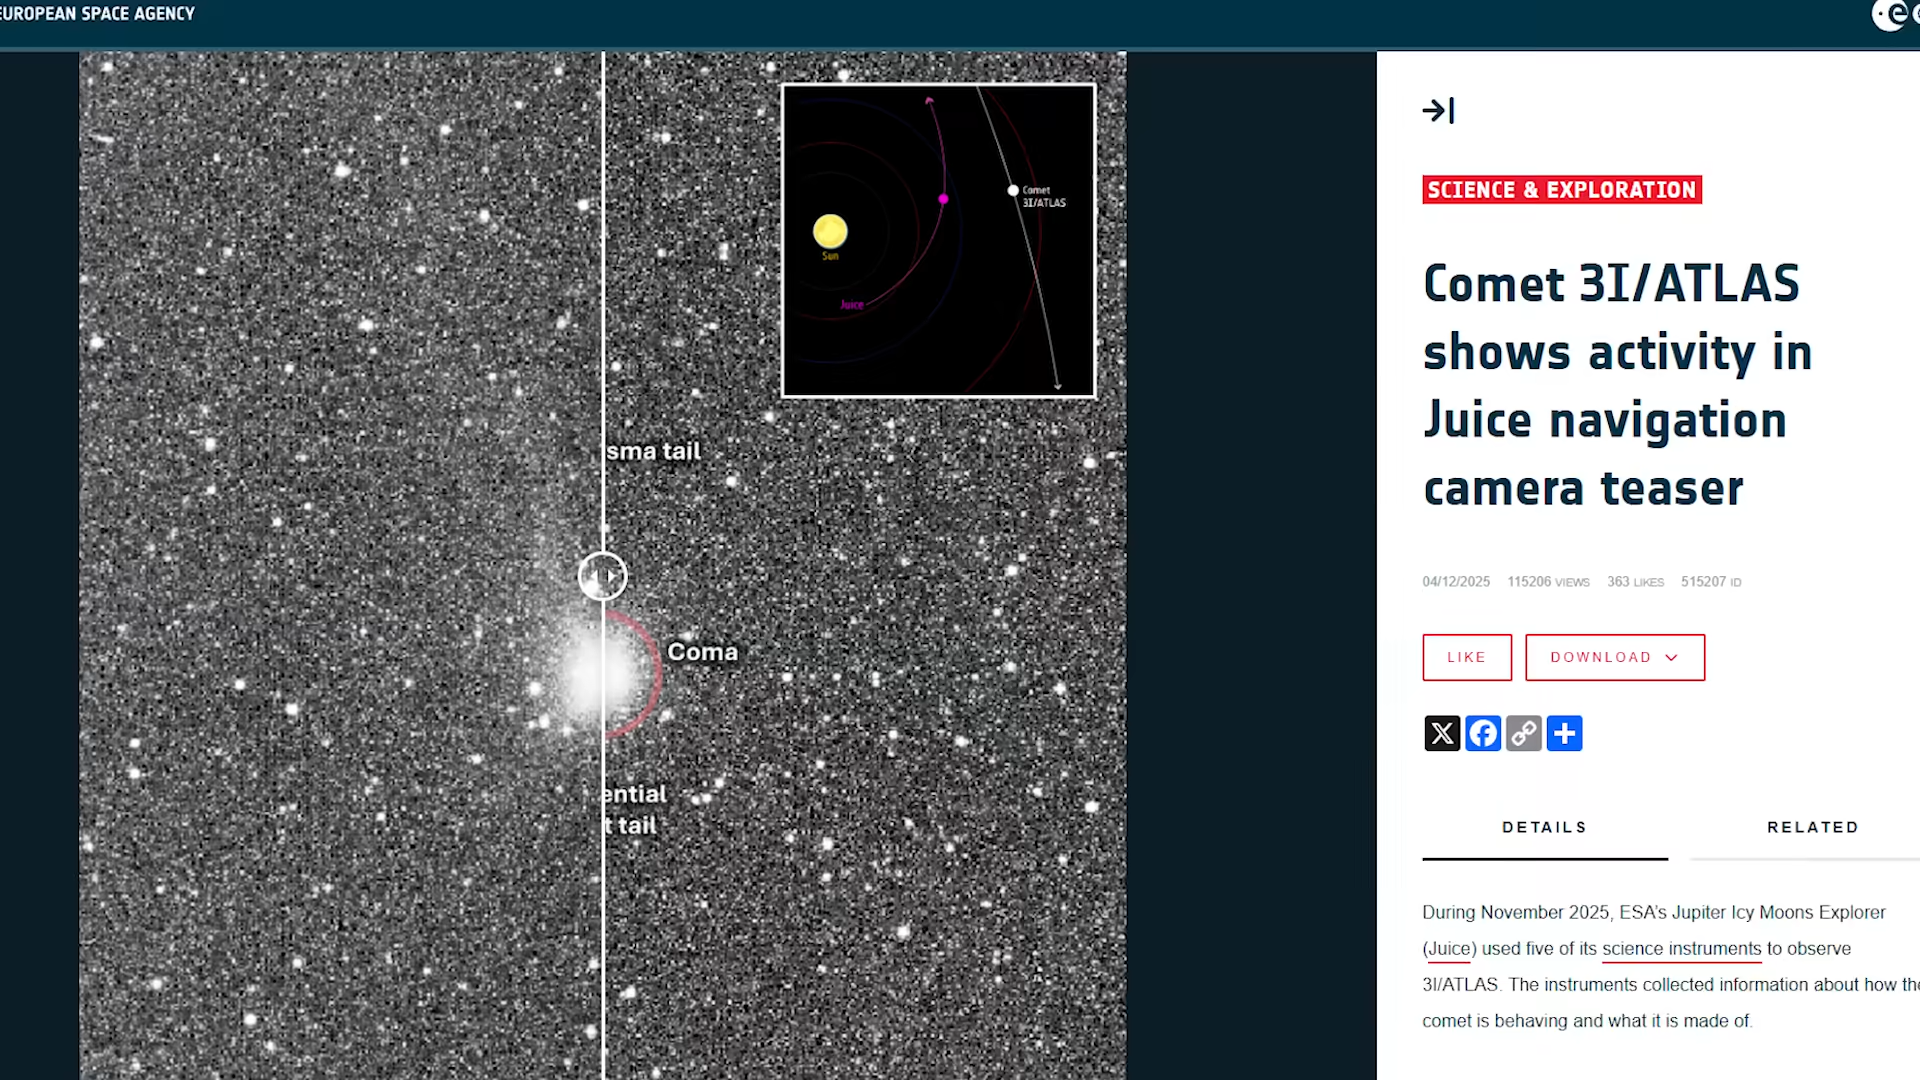 EUROPEAN SPACE AGENCY
Comet
3I/ATLAS
Sun
Juice
sma tail
Coma
ential
t tail
SCIENCE & EXPLORATION
Comet 3I/ATLAS
shows activity in
Juice navigation
camera teaser
04/12/2025 115206 VIEWS 363 LIKES 515207 ID
LIKE DOWNLOAD
DETAILS RELATED
During November 2025, ESA's Jupiter Icy Moons Explorer
(Juice) used five of its science instruments to observe
3I/ATLAS. The instruments collected information about how the
comet is behaving and what it is made of.